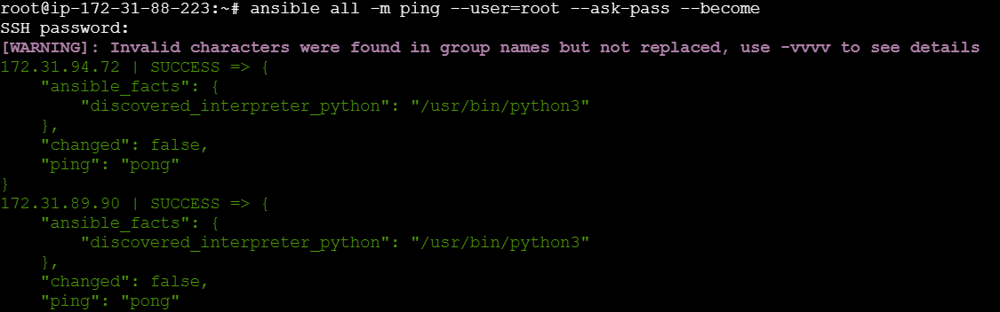 root@ip-172-31-88-223:~# ansible all -m ping --user=root --ask-pass --become
SSH password:
[WARNING]: Invalid characters were found in group names but not replaced, use -vvvv to see details
172.31.94.72 | SUCCESS => {
    "ansible_facts": {
        "discovered_interpreter_python": "/usr/bin/python3"
    },
    "changed": false,
    "ping": "pong"
}
172.31.89.90 | SUCCESS => {
    "ansible_facts": {
        "discovered_interpreter_python": "/usr/bin/python3"
    },
    "changed": false,
    "ping": "pong"